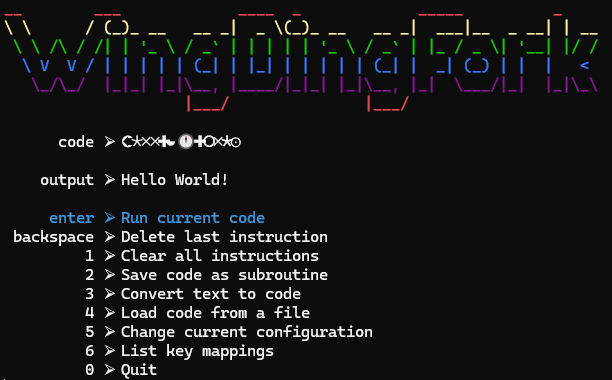 WingDingFork
code ➢
output ➢ Hello World!
enter ➢ Run current code
backspace ➢ Delete last instruction
1 ➢ Clear all instructions
2 ➢ Save code as subroutine
3 ➢ Convert text to code
4 ➢ Load code from a file
5 ➢ Change current configuration
6 ➢ List key mappings
0 ➢ Quit